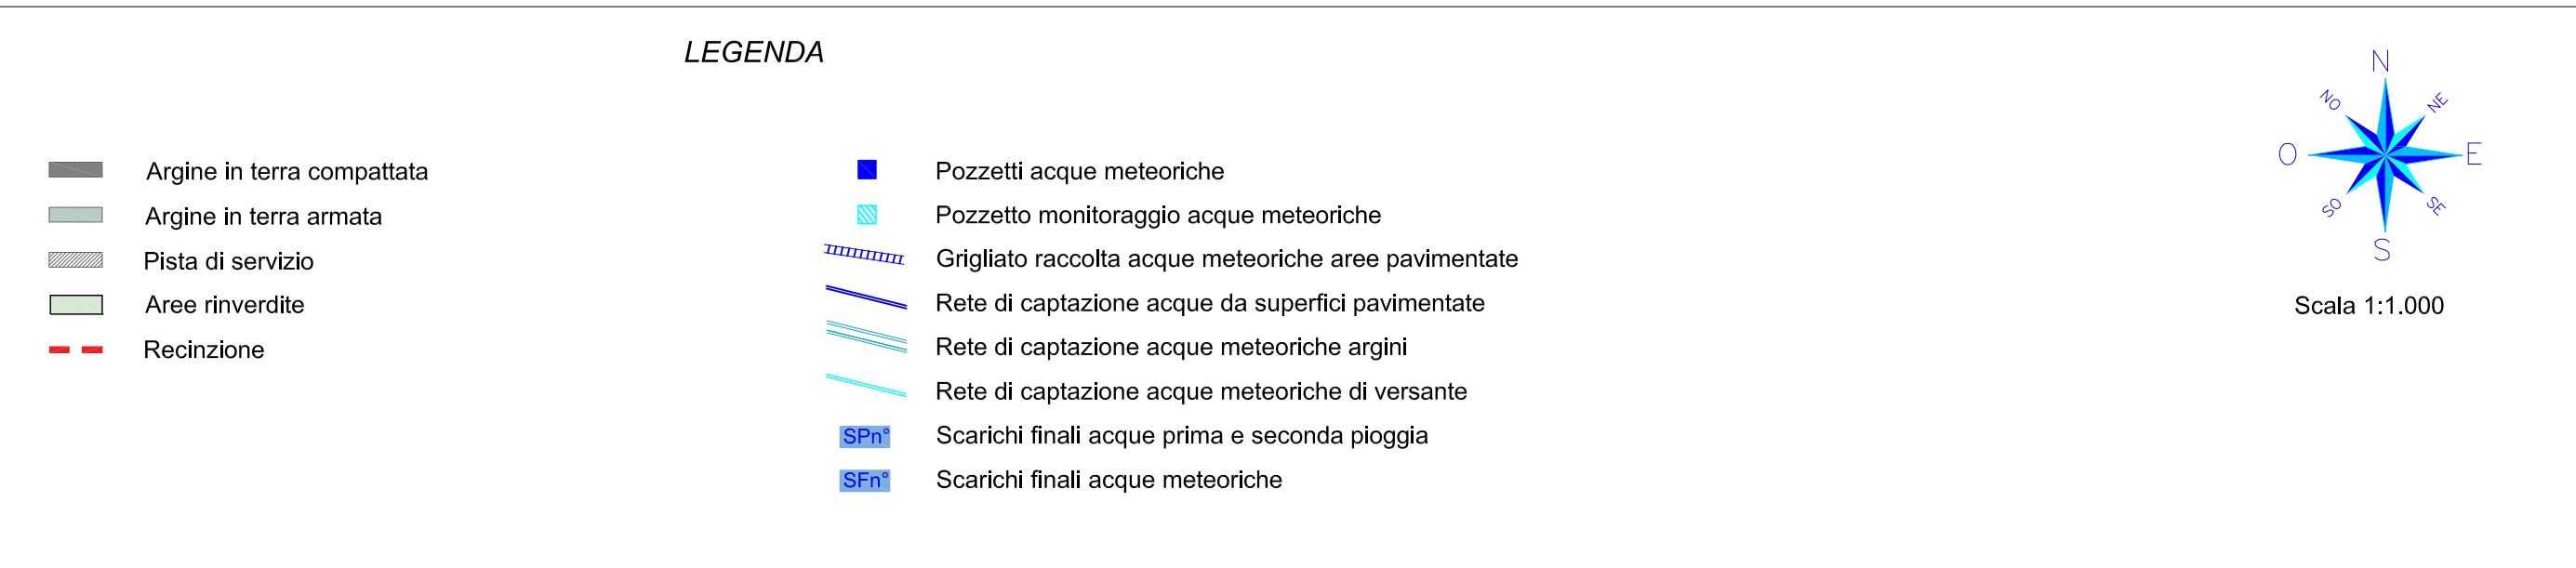 LEGENDA
Argine in terra compattata
Argine in terra armata
Pista di servizio
Aree rinverdite
Recinzione
Pozzetti acque meteoriche
Pozzetto monitoraggio acque meteoriche
Grigliato raccolta acque meteoriche aree pavimentate
Rete di captazione acque da superfici pavimentate
Rete di captazione acque meteoriche argini
Rete di captazione acque meteoriche di versante
SPn° Scarichi finali acque prima e seconda pioggia
SFn° Scarichi finali acque meteoriche
N
NO NE
O E
SO SE
S
Scala 1:1.000